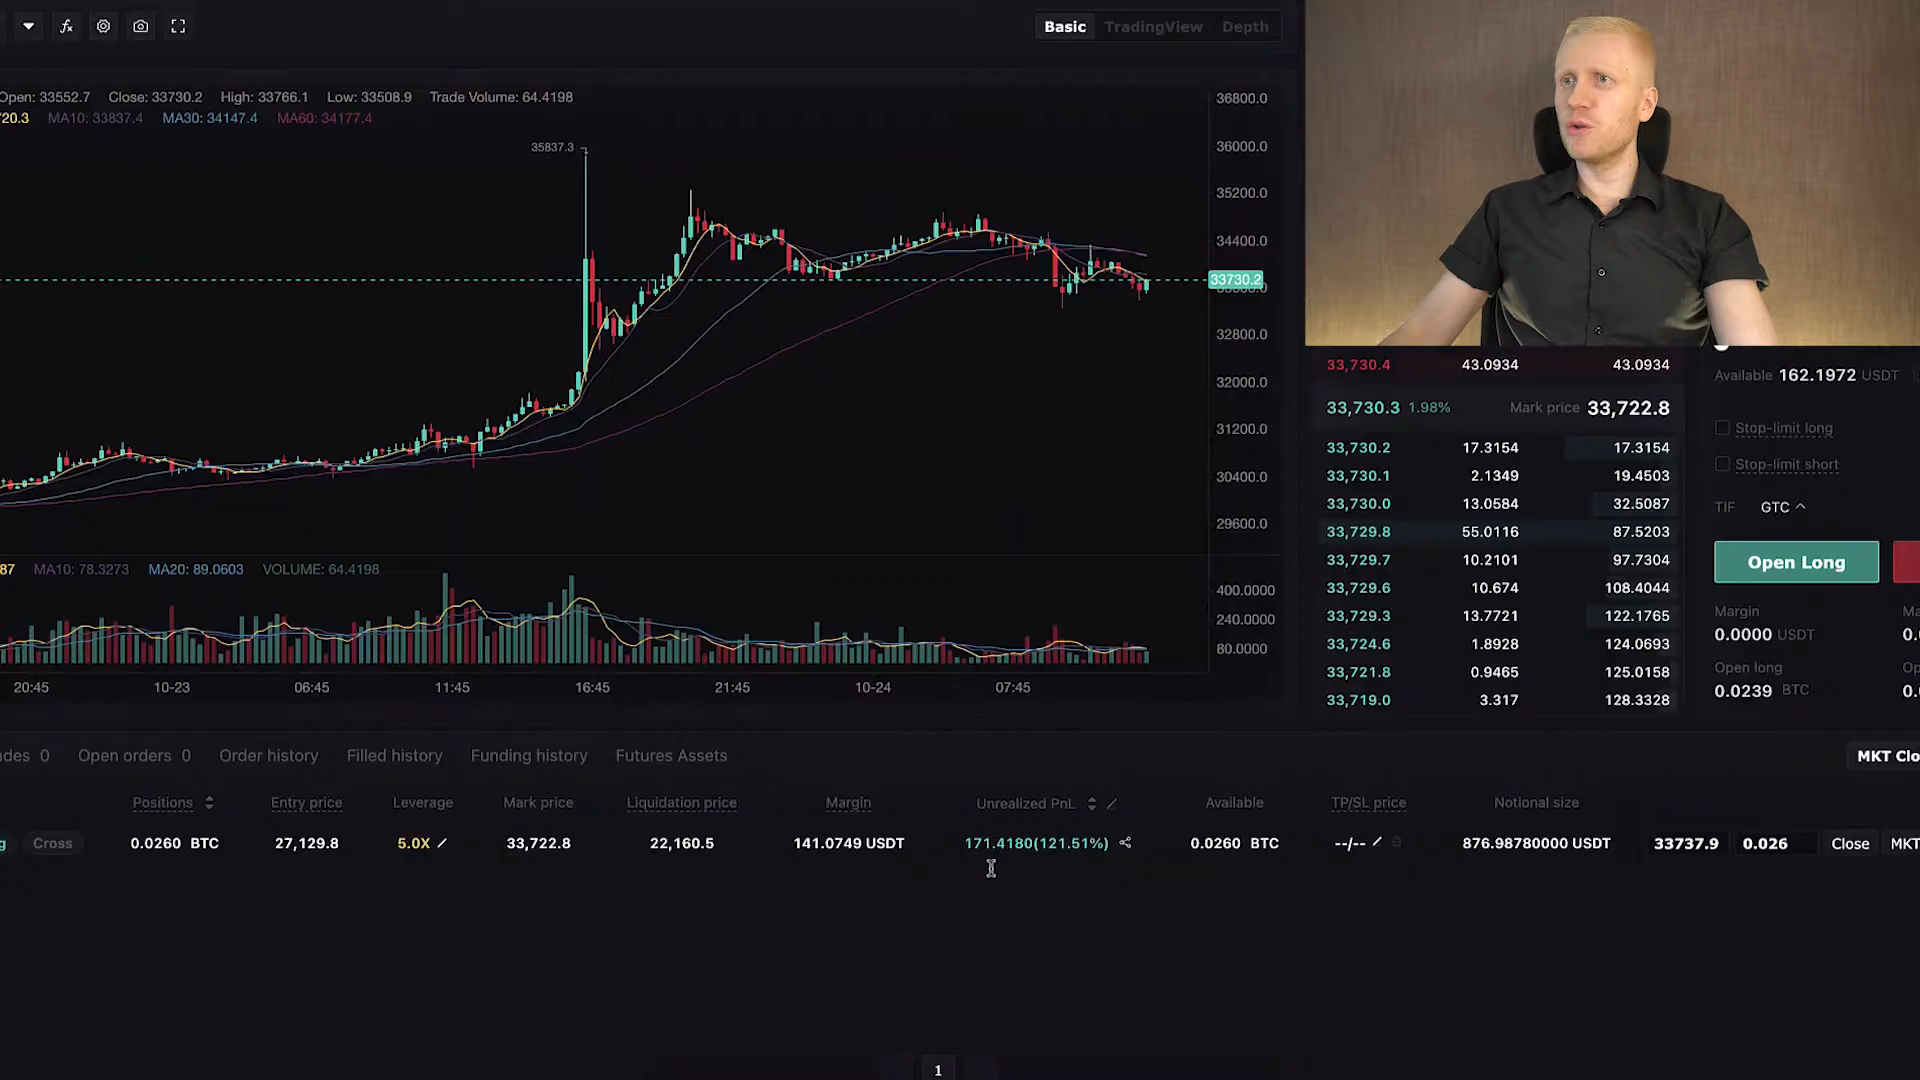 Basic TradingView Depth
Open: 33552.7 Close: 33730.2 High: 33766.1 Low: 33508.9 Trade Volume: 64.4198
720.3 MA10: 33837.4 MA30: 34147.4 MA60: 34177.4
36800.0
36000.0
35200.0
34400.0
33730.2
32800.0
32000.0
31200.0
30400.0
29600.0
35837.3
87 MA10: 78.3273 MA20: 89.0603 VOLUME: 64.4198
400.0000
240.0000
80.0000
20:45 10-23 06:45 11:45 16:45 21:45 10-24 07:45
33,730.4 43.0934 43.0934
33,730.3 1.98% Mark price 33,722.8
33,730.2 17.3154 17.3154
33,730.1 2.1349 19.4503
33,730.0 13.0584 32.5087
33,729.8 55.0116 87.5203
33,729.7 10.2101 97.7304
33,729.6 10.674 108.4044
33,729.3 13.7721 122.1765
33,724.6 1.8928 124.0693
33,721.8 0.9465 125.0158
33,719.0 3.317 128.3328
Available 162.1972 USDT
Stop-limit long
Stop-limit short
TIF GTC
Open Long
Margin Ma
0.0000 USDT 0.
Open long Op
0.0239 BTC 0.
des 0 Open orders 0 Order history Filled history Funding history Futures Assets MKT Clo
Positions Entry price Leverage Mark price Liquidation price Margin Unrealized PnL Available TP/SL price Notional size
g Cross 0.0260 BTC 27,129.8 5.0X 33,722.8 22,160.5 141.0749 USDT 171.4180(121.51%) 0.0260 BTC --/-- 876.98780000 USDT 33737.9 0.026 Close MKT
1